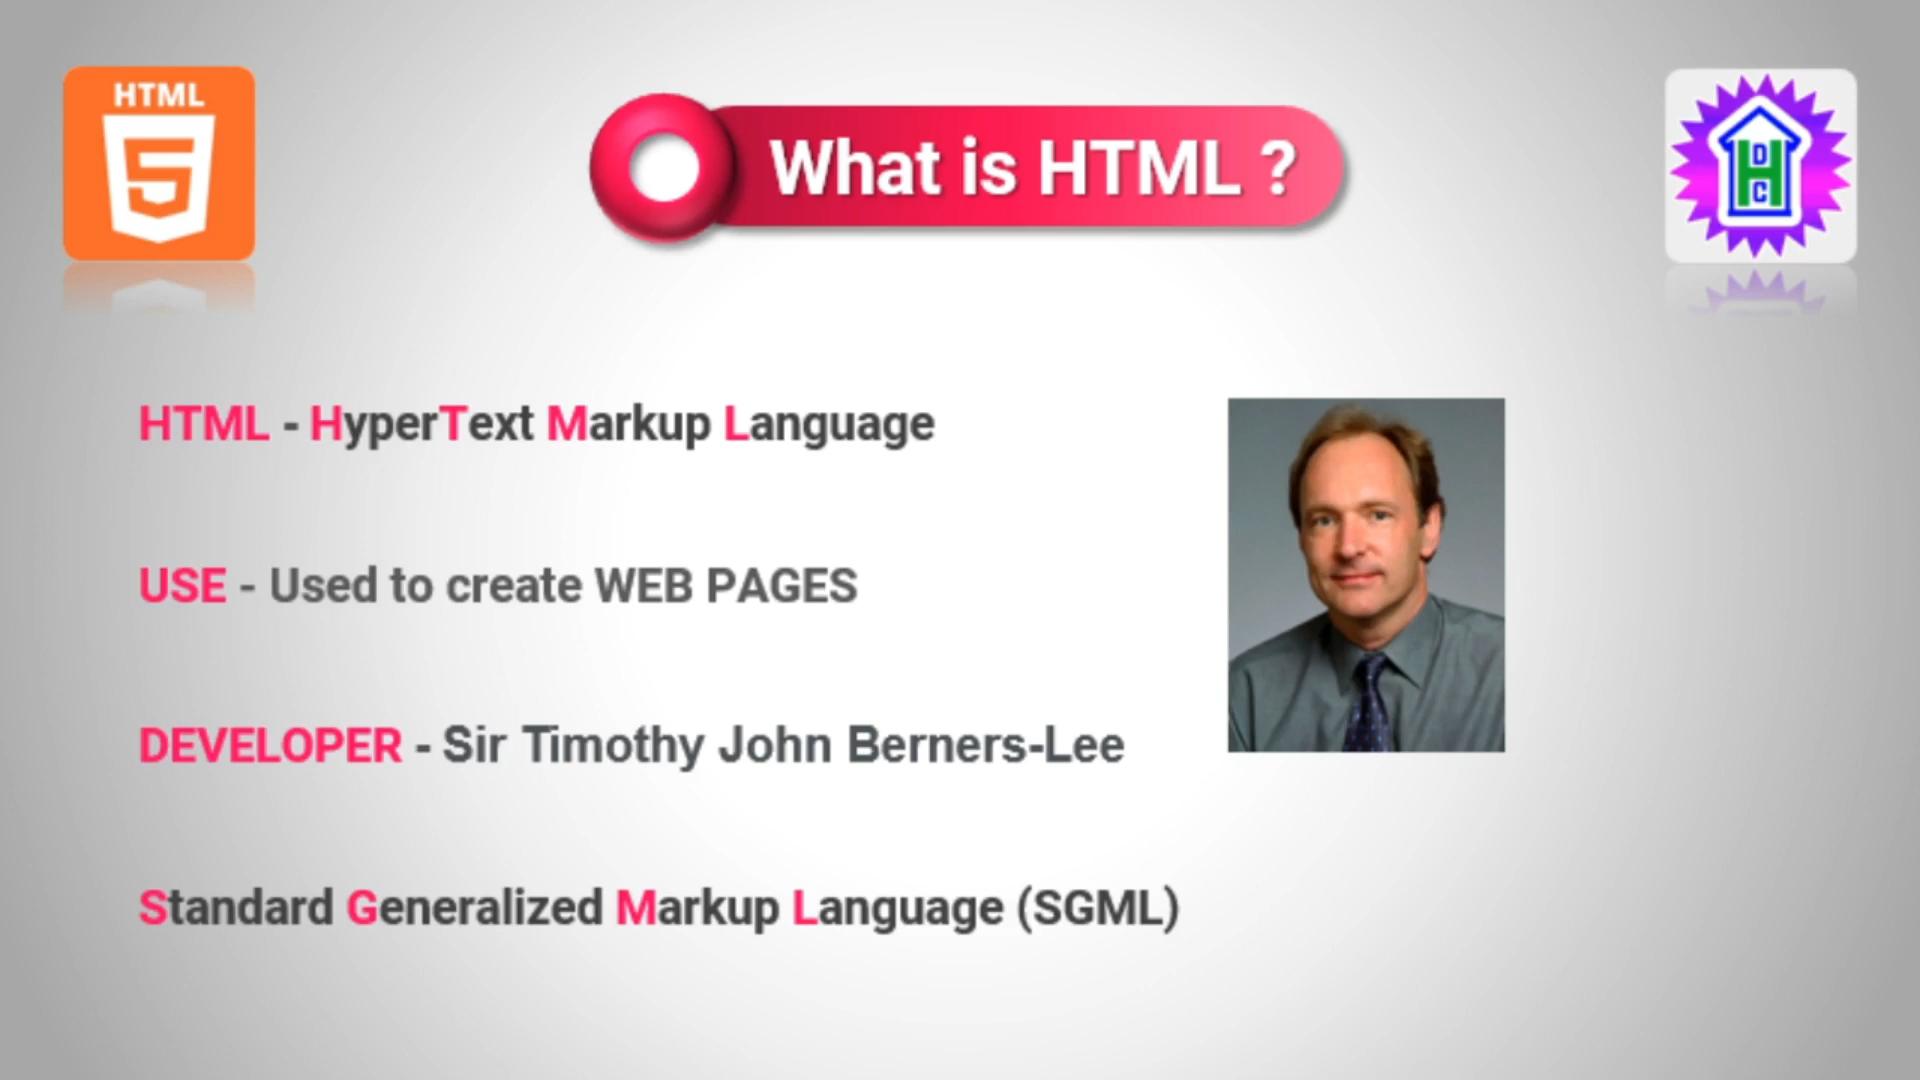 HTML
5
What is HTML ?
D
H
C
HTML - HyperText Markup Language
USE - Used to create WEB PAGES
DEVELOPER - Sir Timothy John Berners-Lee
Standard Generalized Markup Language (SGML)